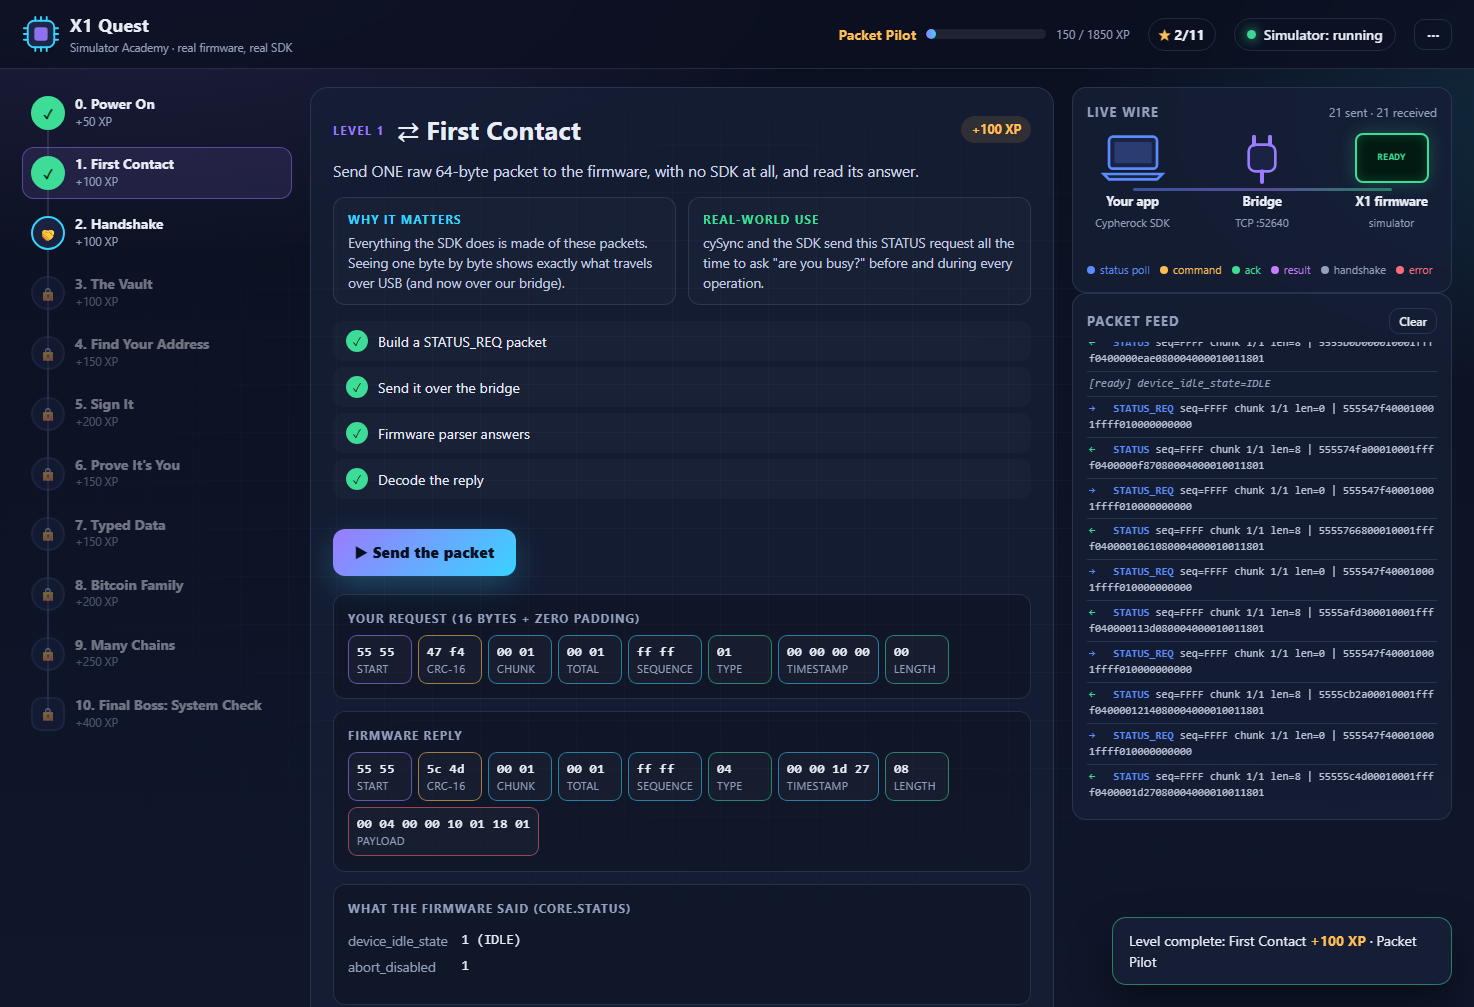 X1 Quest
Simulator Academy · real firmware, real SDK
Packet Pilot
150 / 1850 XP
★ 2/11
Simulator: running
---
✓ 0. Power On
+50 XP
✓ 1. First Contact
+100 XP
2. Handshake
+100 XP
3. The Vault
+100 XP
4. Find Your Address
+150 XP
5. Sign It
+200 XP
6. Prove It's You
+150 XP
7. Typed Data
+150 XP
8. Bitcoin Family
+200 XP
9. Many Chains
+250 XP
10. Final Boss: System Check
+400 XP
LEVEL 1 ⇄ First Contact
+100 XP
Send ONE raw 64-byte packet to the firmware, with no SDK at all, and read its answer.
WHY IT MATTERS
Everything the SDK does is made of these packets.
Seeing one byte by byte shows exactly what travels
over USB (and now over our bridge).
REAL-WORLD USE
cySync and the SDK send this STATUS request all the
time to ask "are you busy?" before and during every
operation.
✓ Build a STATUS_REQ packet
✓ Send it over the bridge
✓ Firmware parser answers
✓ Decode the reply
▶ Send the packet
YOUR REQUEST (16 BYTES + ZERO PADDING)
55 55 47 f4 00 01 00 01 ff ff 01 00 00 00 00 00
START CRC-16 CHUNK TOTAL SEQUENCE TYPE TIMESTAMP LENGTH
FIRMWARE REPLY
55 55 5c 4d 00 01 00 01 ff ff 04 00 00 1d 27 08
START CRC-16 CHUNK TOTAL SEQUENCE TYPE TIMESTAMP LENGTH
00 04 00 00 10 01 18 01
PAYLOAD
WHAT THE FIRMWARE SAID (CORE.STATUS)
device_idle_state 1 (IDLE)
abort_disabled 1
LIVE WIRE
21 sent · 21 received
READY
Your app Bridge X1 firmware
Cypherock SDK TCP :52640 simulator
status poll command ack result handshake error
PACKET FEED
Clear
f0400000eae080004000010011801
[ready] device_idle_state=IDLE
→ STATUS_REQ seq=FFFF chunk 1/1 len=0 | 555547f40001000
1ffff010000000000
← STATUS seq=FFFF chunk 1/1 len=8 | 555574fa00010001fff
f0400000f87080004000010011801
→ STATUS_REQ seq=FFFF chunk 1/1 len=0 | 555547f40001000
1ffff010000000000
← STATUS seq=FFFF chunk 1/1 len=8 | 5555766800010001fff
f040000106108000400001​0011801
→ STATUS_REQ seq=FFFF chunk 1/1 len=0 | 555547f40001000
1ffff010000000000
← STATUS seq=FFFF chunk 1/1 len=8 | 5555afd300010001fff
f040000113d080004000010011801
→ STATUS_REQ seq=FFFF chunk 1/1 len=0 | 555547f40001000
1ffff010000000000
← STATUS seq=FFFF chunk 1/1 len=8 | 5555cb2a00010001fff
f0400001214080004000010011801
→ STATUS_REQ seq=FFFF chunk 1/1 len=0 | 555547f40001000
1ffff010000000000
← STATUS seq=FFFF chunk 1/1 len=8 | 55555c4d00010001fff
f0400001d27080004000010011801
Level complete: First Contact +100 XP · Packet
Pilot